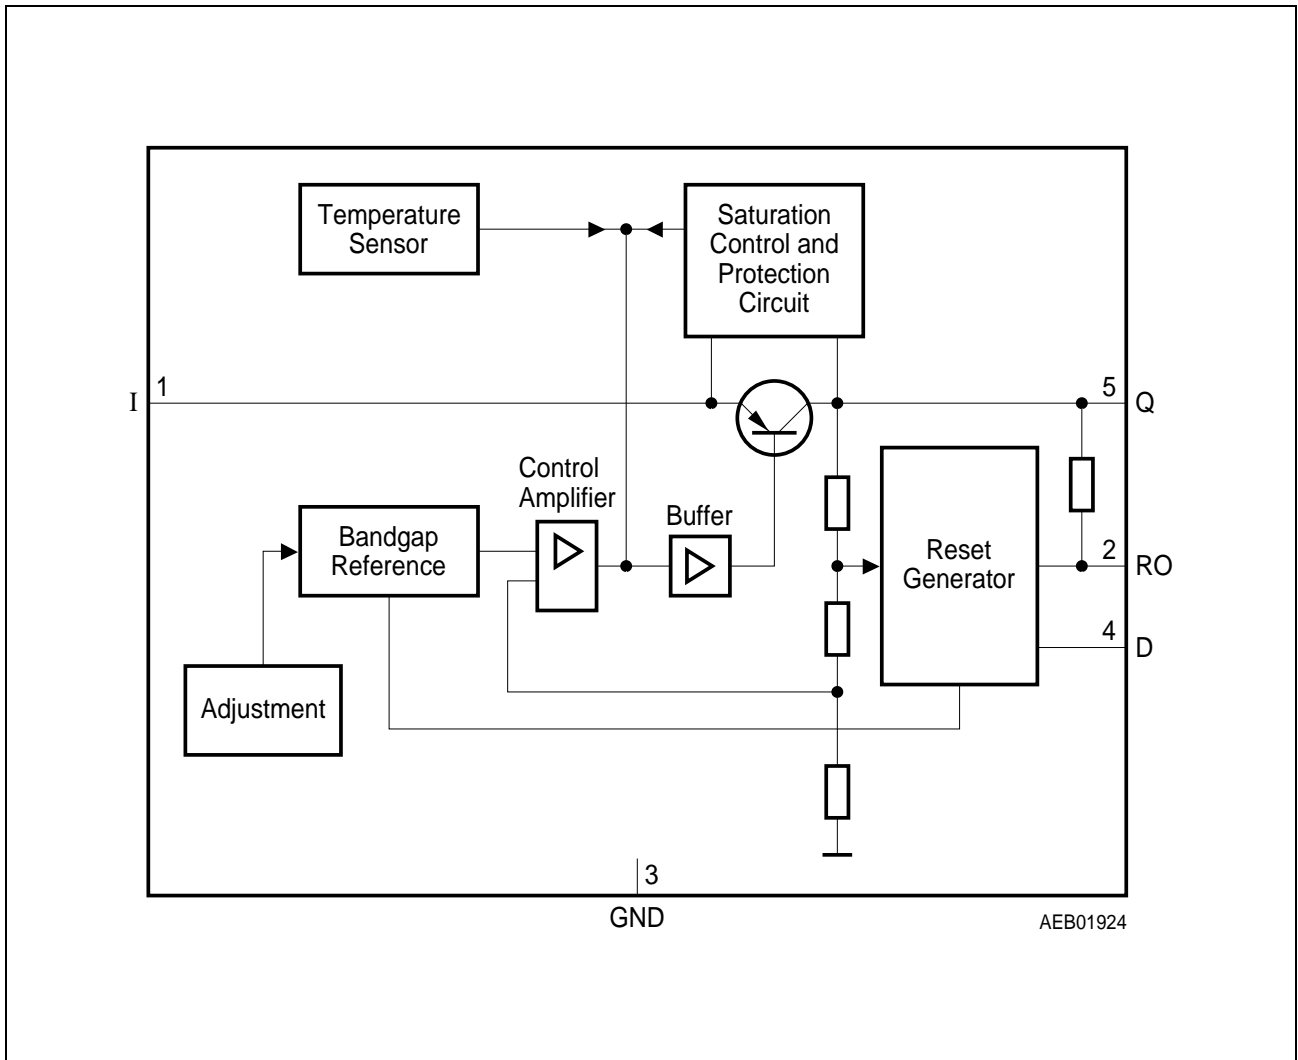 Temperature
Sensor
Saturation
Control and
Protection
Circuit
I
1
5
Q
Control
Amplifier
Buffer
Bandgap
Reference
Reset
Generator
2
RO
4
D
Adjustment
3
GND
AEB01924